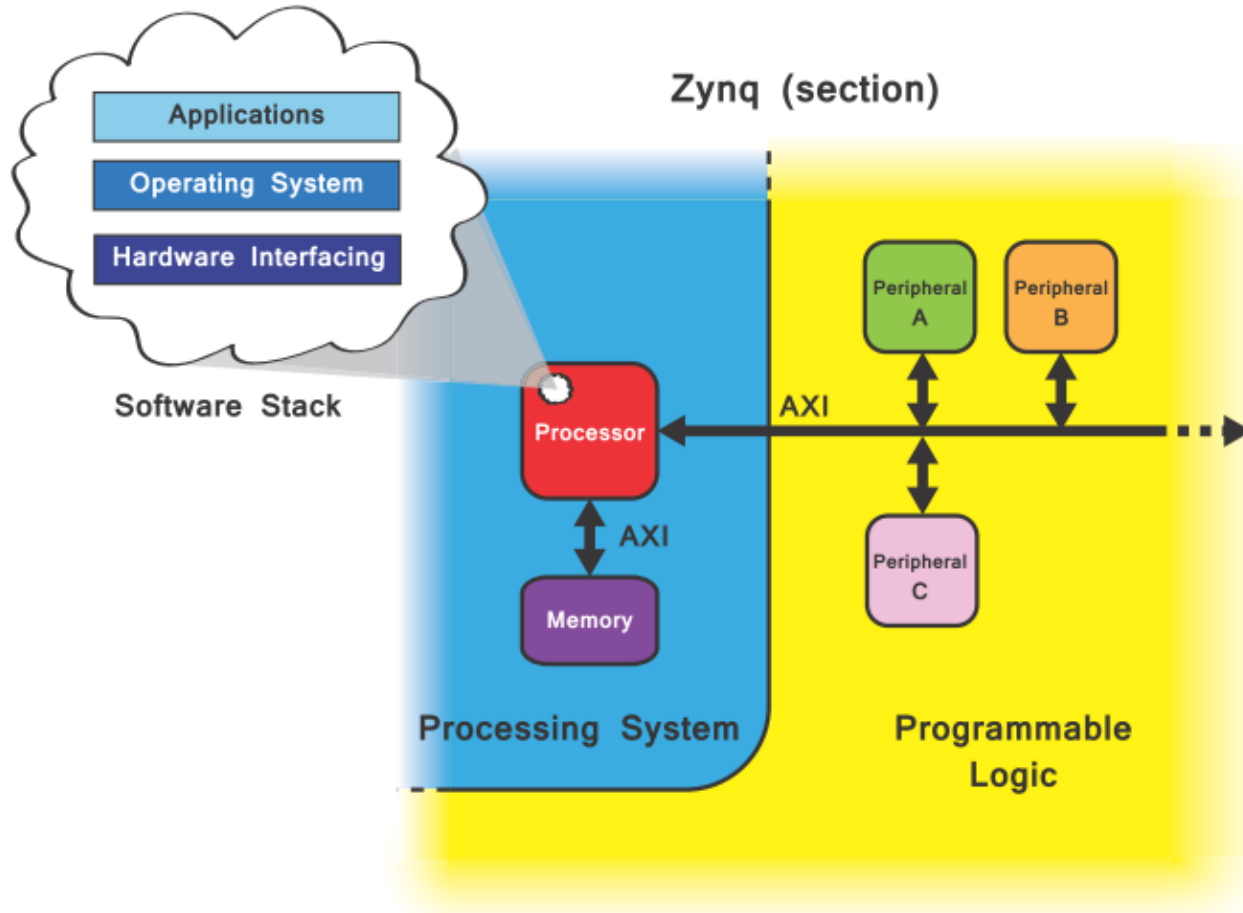 Zynq (section)
Applications
Operating System
Hardware Interfacing
Software Stack
Processor
AXI
Memory
Processing System
Peripheral
A
Peripheral
B
AXI
Peripheral
C
Programmable
Logic